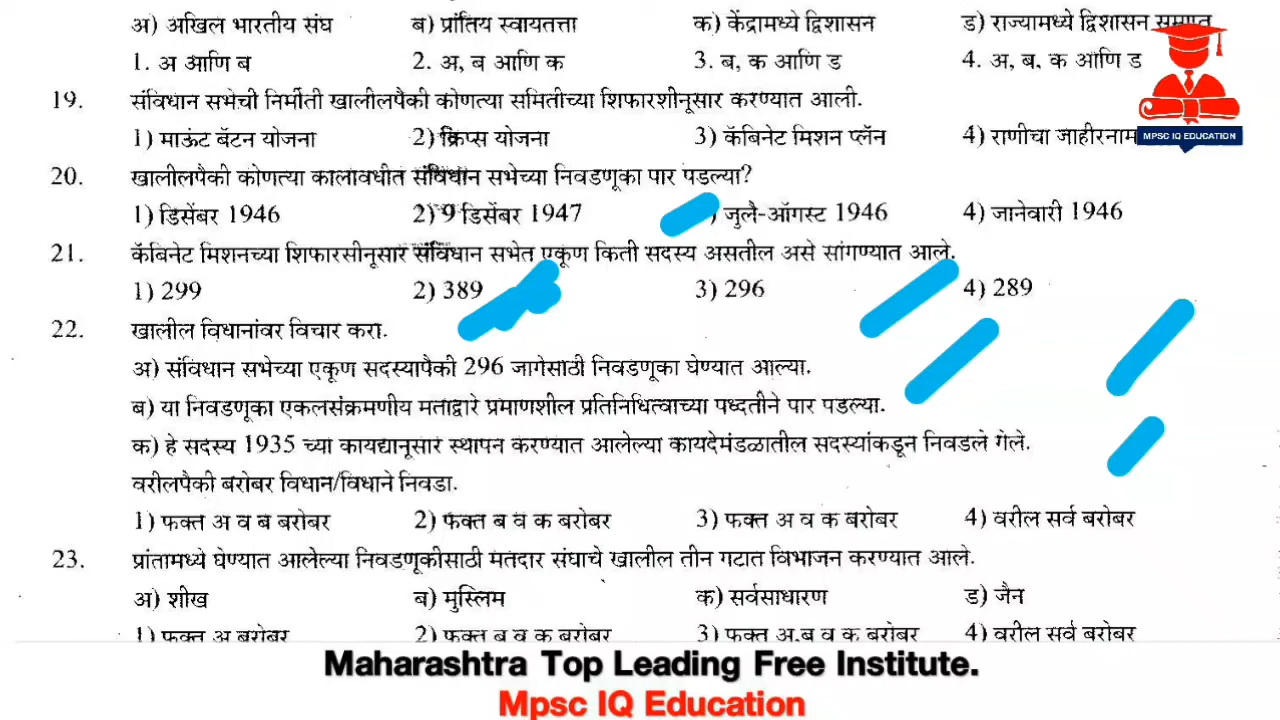 अ) अखिल भारतीय संघ ब) प्रांतिय स्वायतत्ता क) केंद्रामध्ये द्विशासन ड) राज्यामध्ये द्विशासन समाप्त
1. अ आणि ब 2. अ, ब आणि क 3. ब, क आणि ड 4. अ, ब, क आणि ड
19. संविधान सभेची निर्मीती खालीलपैकी कोणत्या समितीच्या शिफारशीनूसार करण्यात आली.
1) माऊंट बॅटन योजना 2) क्रिप्स योजना 3) कॅबिनेट मिशन प्लॅन 4) राणीचा जाहीरनाम
MPSC IQ EDUCATION
20. खालीलपैकी कोणत्या कालावधीत संविधान सभेच्या निवडणूका पार पडल्या?
1) डिसेंबर 1946 2) 9 डिसेंबर 1947 ) जुलै-ऑगस्ट 1946 4) जानेवारी 1946
21. कॅबिनेट मिशनच्या शिफारसीनूसार संविधान सभेत एकूण किती सदस्य असतील असे सांगण्यात आले.
1) 299 2) 389 3) 296 4) 289
22. खालील विधानांवर विचार करा.
अ) संविधान सभेच्या एकूण सदस्यापैकी 296 जागेसाठी निवडणूका घेण्यात आल्या.
ब) या निवडणूका एकलसंक्रमणीय मताद्वारे प्रमाणशील प्रतिनिधित्वाच्या पध्दतीने पार पडल्या.
क) हे सदस्य 1935 च्या कायद्यानूसार स्थापन करण्यात आलेल्या कायदेमंडळातील सदस्यांकडून निवडले गेले.
वरीलपैकी बरोबर विधान/विधाने निवडा.
1) फक्त अ व ब बरोबर 2) फक्त ब व क बरोबर 3) फक्त अ व क बरोबर 4) वरील सर्व बरोबर
23. प्रांतामध्ये घेण्यात आलेल्या निवडणूकीसाठी मतदार संघाचे खालील तीन गटात विभाजन करण्यात आले.
अ) शीख ब) मुस्लिम क) सर्वसाधारण ड) जैन
1) फक्त अ बरोबर 2) फक्त ब व क बरोबर 3) फक्त अ,ब व क बरोबर 4) वरील सर्व बरोबर
Maharashtra Top Leading Free Institute.
Mpsc IQ Education